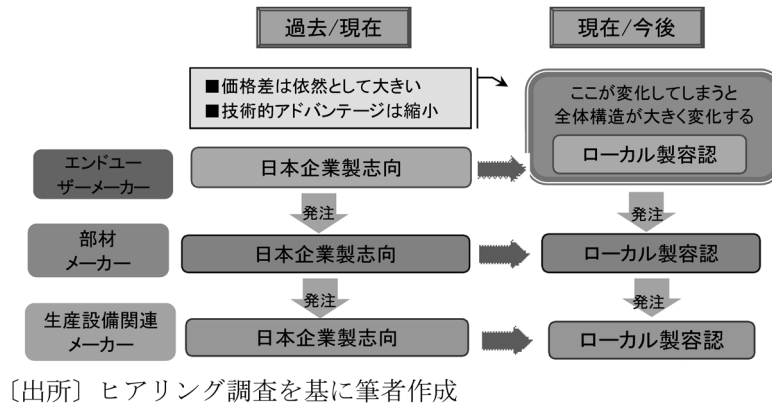 過去/現在
現在/今後
■価格差は依然として大きい
■技術的アドバンテージは縮小
ここが変化してしまうと
全体構造が大きく変化する
ローカル製容認
エンドユー
ザーメーカー
日本企業製志向
発注
発注
部材
メーカー
日本企業製志向
ローカル製容認
発注
発注
生産設備関連
メーカー
日本企業製志向
ローカル製容認
〔出所〕ヒアリング調査を基に筆者作成